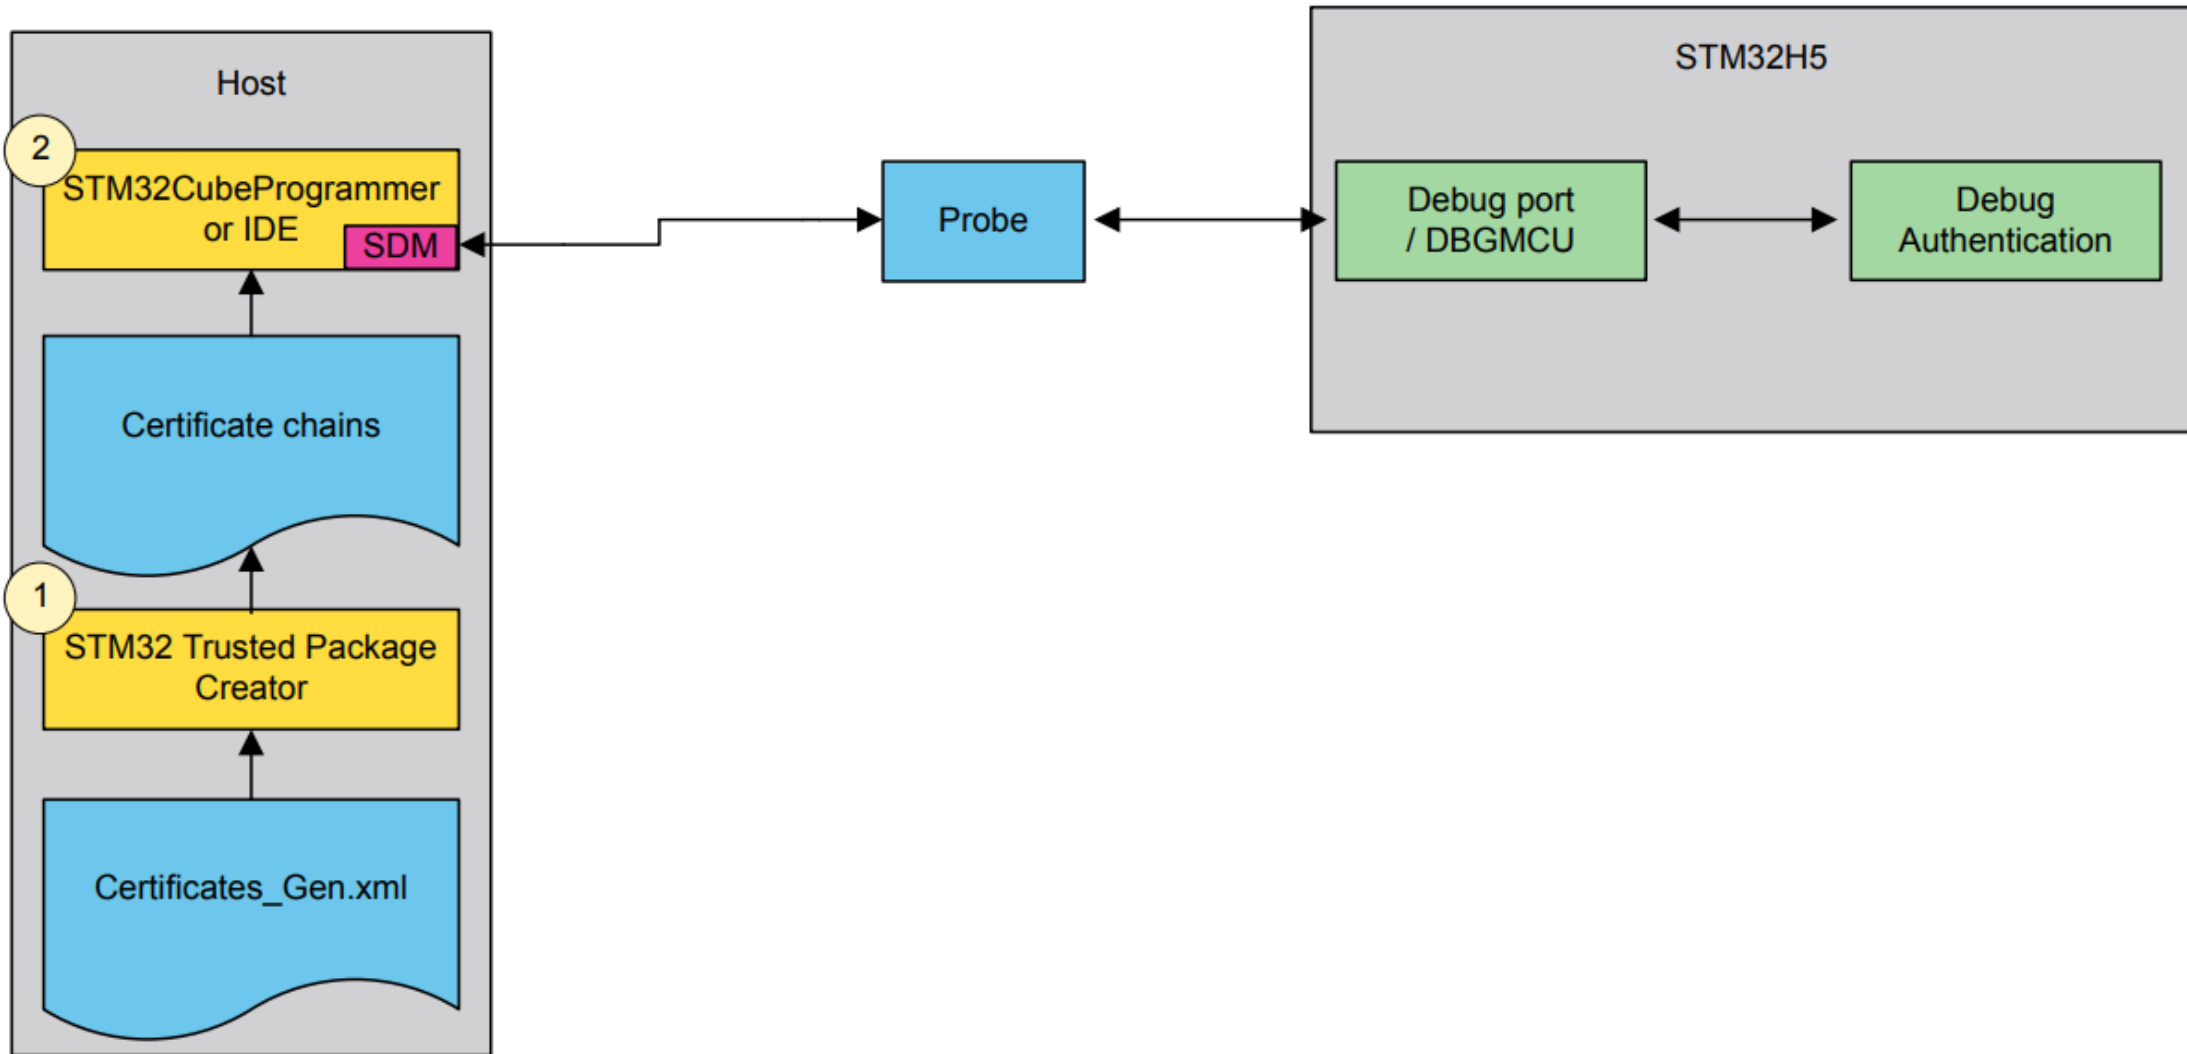 Host
2
STM32CubeProgrammer
or IDE
SDM
Certificate chains
1
STM32 Trusted Package
Creator
Certificates_Gen.xml
Probe
STM32H5
Debug port
/ DBGMCU
Debug
Authentication